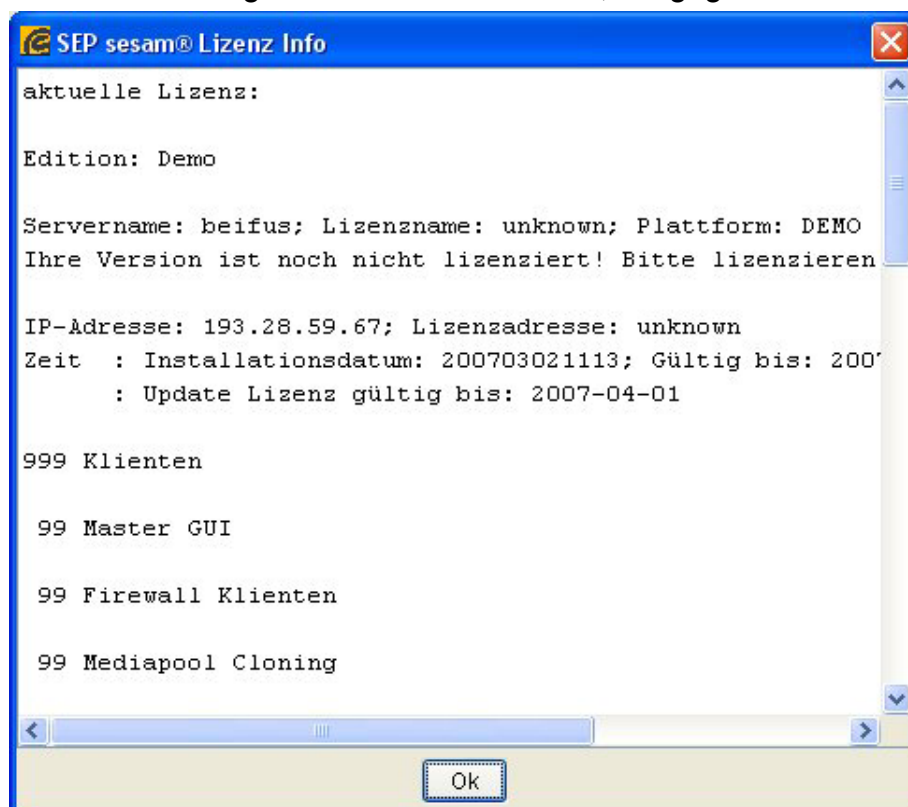 SEP sesam® Lizenz Info
aktuelle Lizenz:
Edition: Demo
Servername: beifus; Lizenzname: unknown; Plattform: DEMO
Ihre Version ist noch nicht lizenziert! Bitte lizenzieren
IP-Adresse: 193.28.59.67; Lizenzadresse: unknown
Zeit  : Installationsdatum: 200703021113; Gültig bis:
: Update Lizenz gültig bis: 2007-04-01
999 Klienten
99 Master GUI
99 Firewall Klienten
99 Mediapool Cloning
Ok